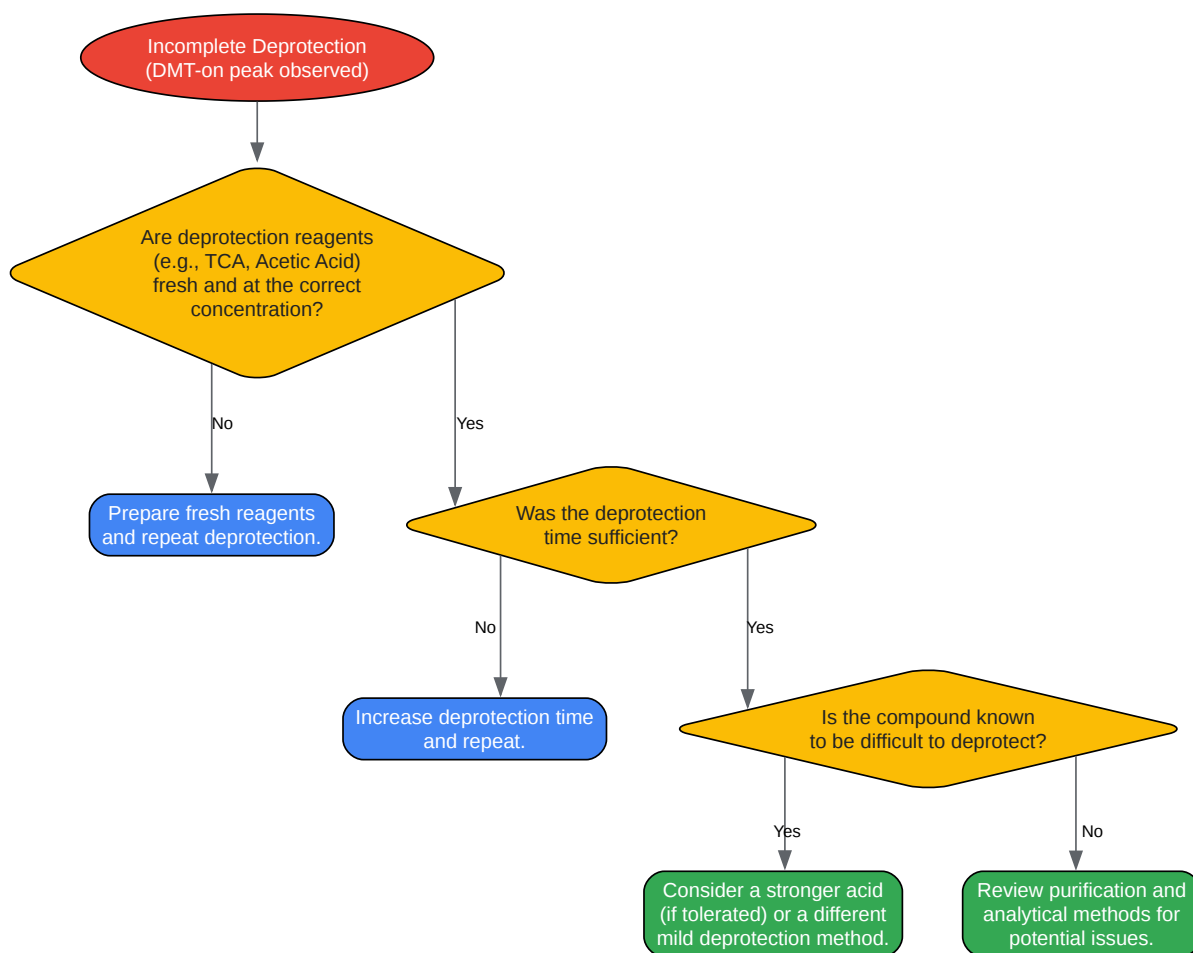 Incomplete Deprotection
(DMT-on peak observed)
Are deprotection reagents
(e.g., TCA, Acetic Acid)
fresh and at the correct
concentration?
No
Yes
Prepare fresh reagents
and repeat deprotection.
Was the deprotection
time sufficient?
No
Yes
Increase deprotection time
and repeat.
Is the compound known
to be difficult to deprotect?
Yes
No
Consider a stronger acid
(if tolerated) or a different
mild deprotection method.
Review purification and
analytical methods for
potential issues.